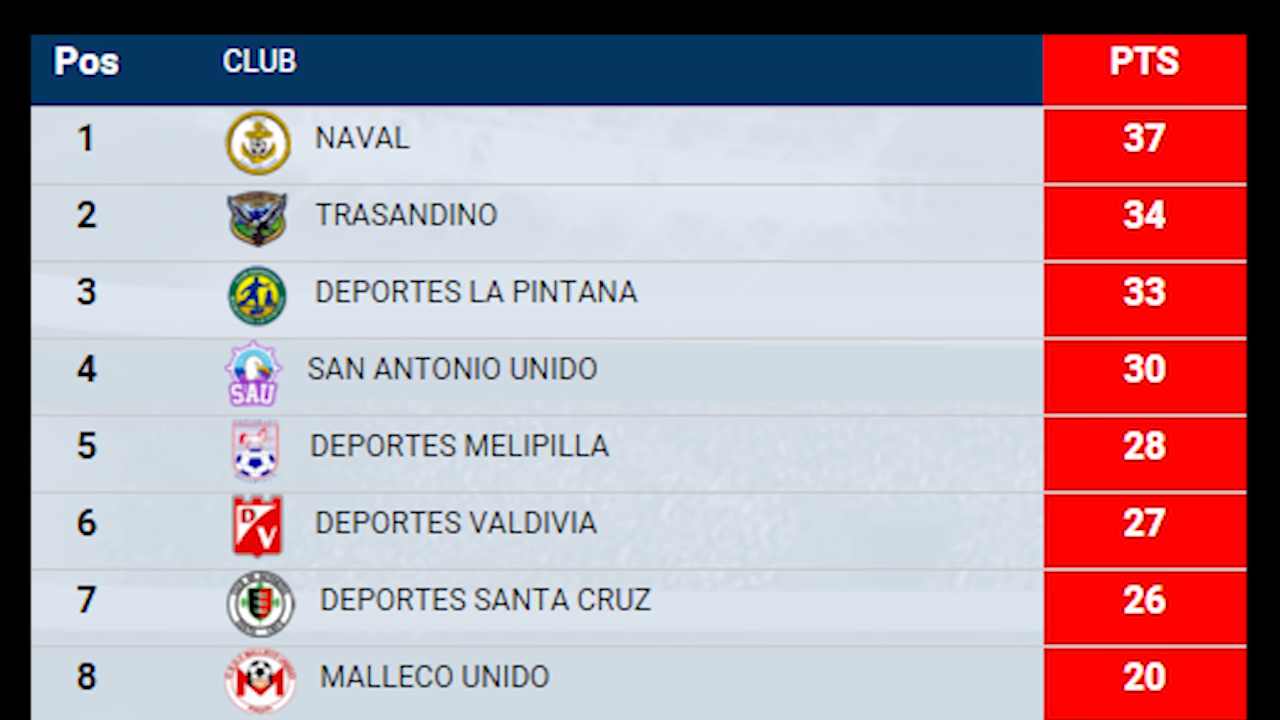 Pos CLUB PTS
1 NAVAL 37
2 TRASANDINO 34
3 DEPORTES LA PINTANA 33
4 SAU SAN ANTONIO UNIDO 30
5 DEPORTES MELIPILLA 28
6 D V DEPORTES VALDIVIA 27
7 DEPORTES SANTA CRUZ 26
8 MALLECO UNIDO 20